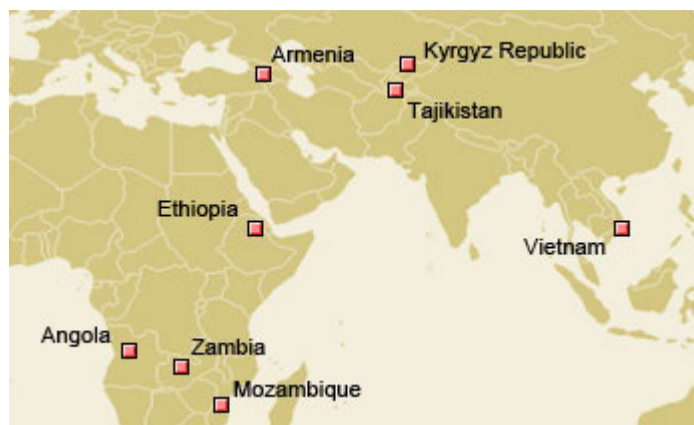 Armenia
Kyrgyz Republic
Tajikistan
Ethiopia
Vietnam
Angola
Zambia
Mozambique